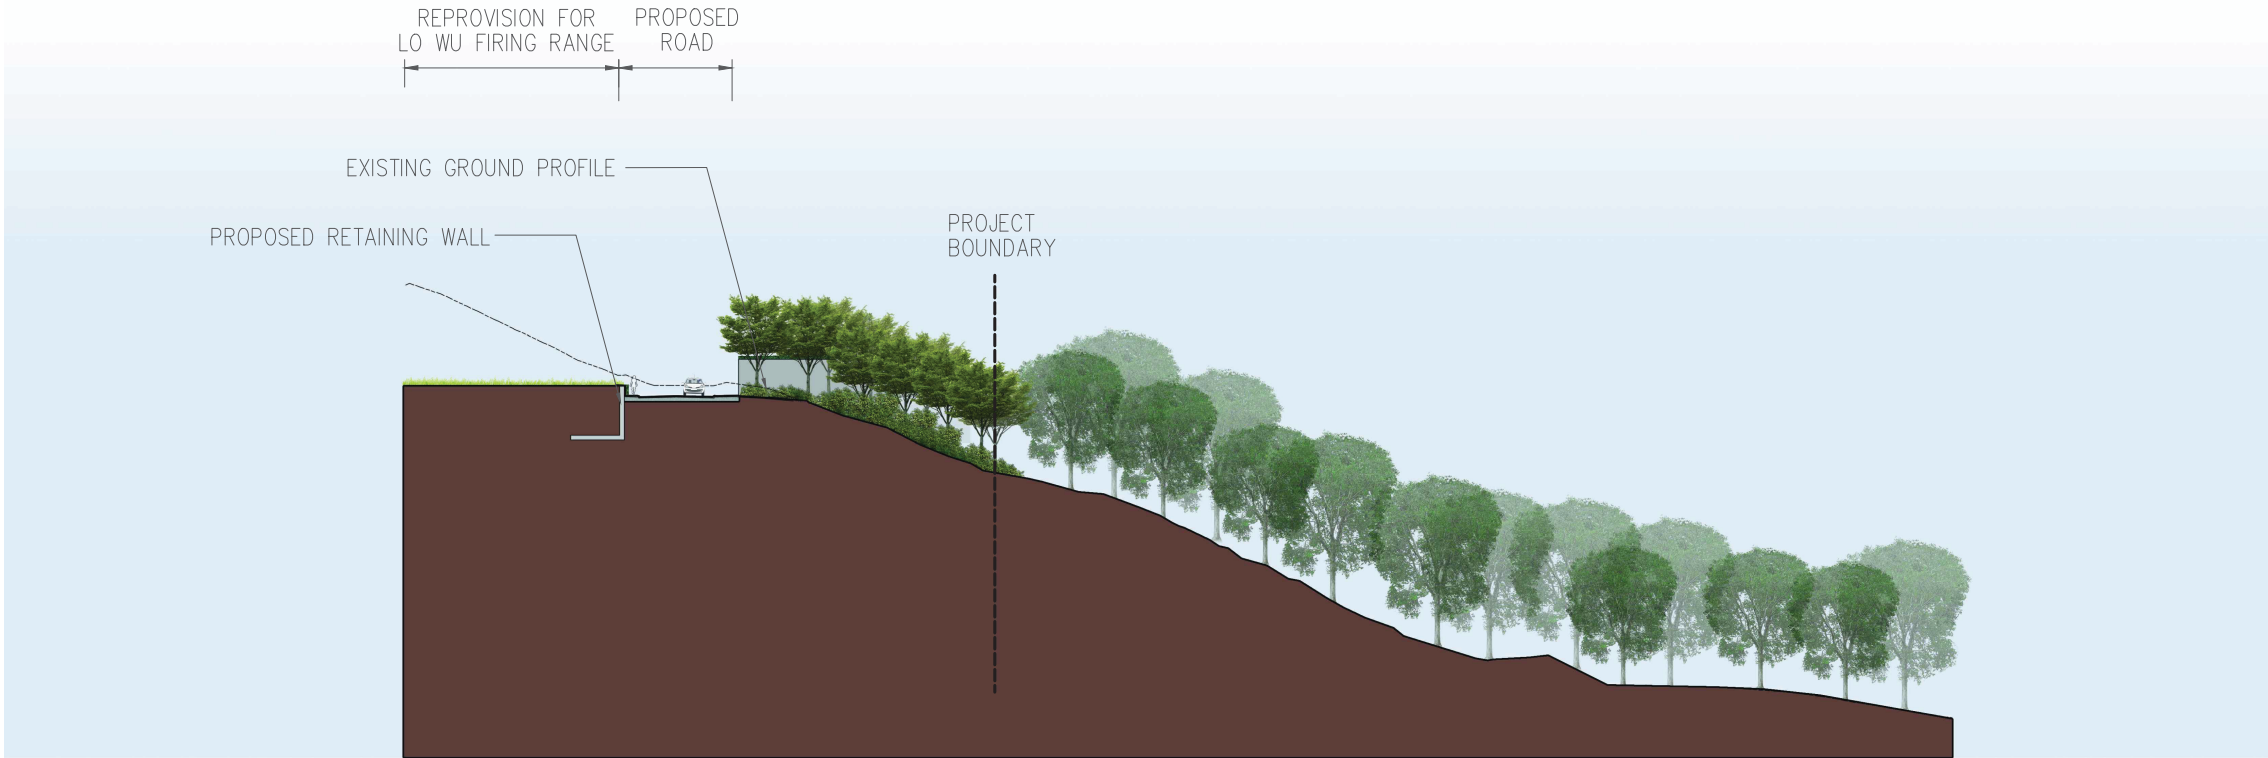 REPROVISION FOR
LO WU FIRING RANGE
PROPOSED
ROAD
EXISTING GROUND PROFILE
PROPOSED RETAINING WALL
PROJECT
BOUNDARY